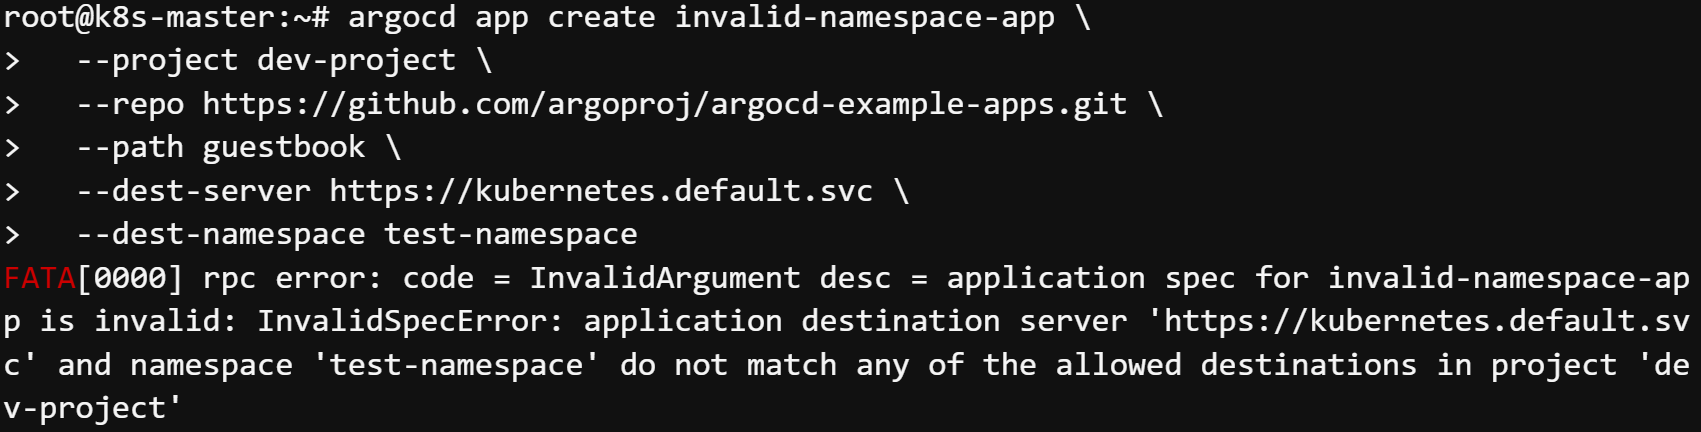 root@k8s-master:~# argocd app create invalid-namespace-app \
>   --project dev-project \
>   --repo https://github.com/argoproj/argocd-example-apps.git \
>   --path guestbook \
>   --dest-server https://kubernetes.default.svc \
>   --dest-namespace test-namespace
FATA[0000] rpc error: code = InvalidArgument desc = application spec for invalid-namespace-ap
p is invalid: InvalidSpecError: application destination server 'https://kubernetes.default.sv
c' and namespace 'test-namespace' do not match any of the allowed destinations in project 'de
v-project'